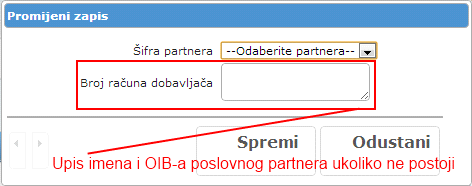 Promijeni zapis
Šifra partnera --Odaberite partnera--
Broj računa dobavljača
Spremi Odustani
Upis imena i OIB-a poslovnog partnera ukoliko ne postoji